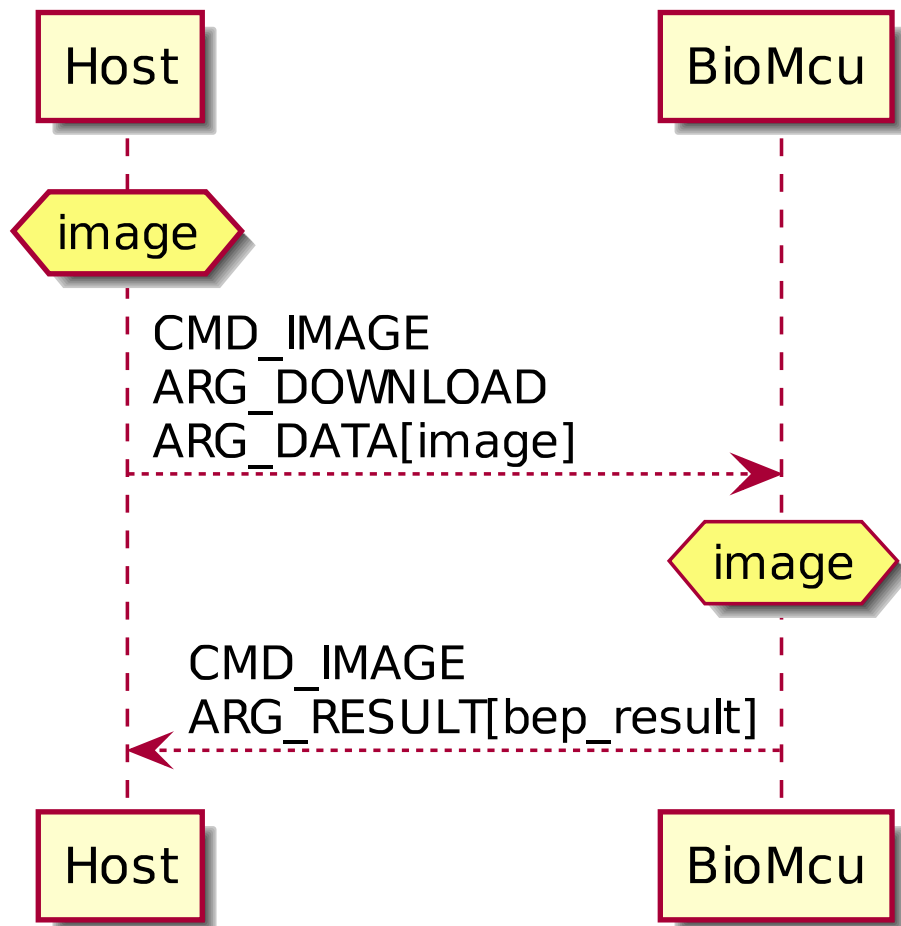 Host
BioMcu
image
CMD_IMAGE
ARG_DOWNLOAD
ARG_DATA[image]
image
CMD_IMAGE
ARG_RESULT[bep_result]
Host
BioMcu